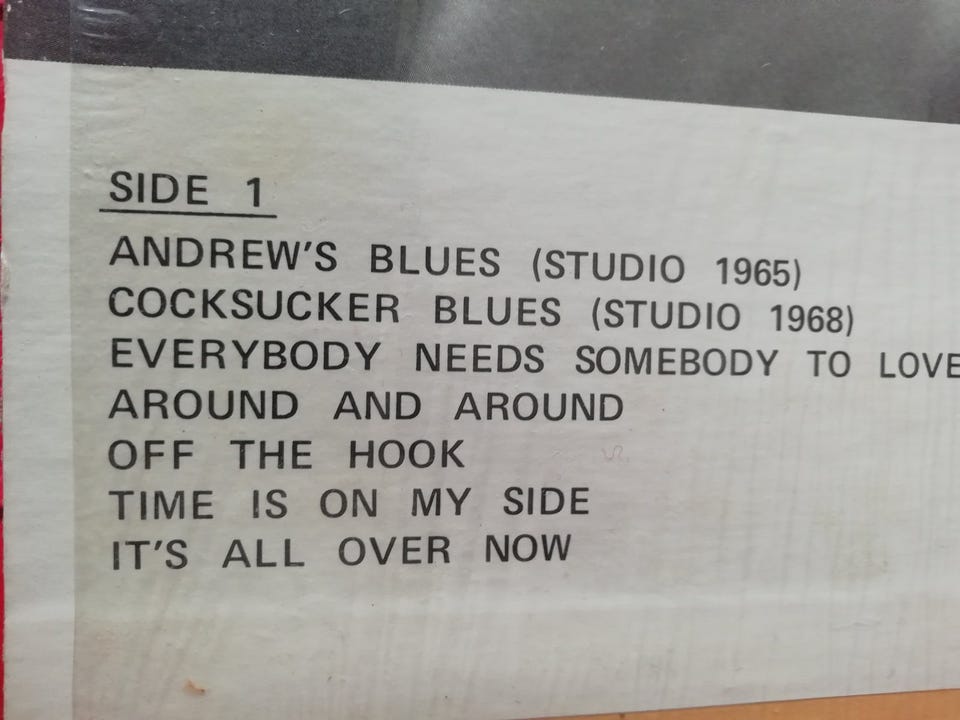 SIDE 1
ANDREW'S BLUES (STUDIO 1965)
COCKSUCKER BLUES (STUDIO 1968)
EVERYBODY NEEDS SOMEBODY TO LOVE
AROUND AND AROUND
OFF THE HOOK
TIME IS ON MY SIDE
IT'S ALL OVER NOW